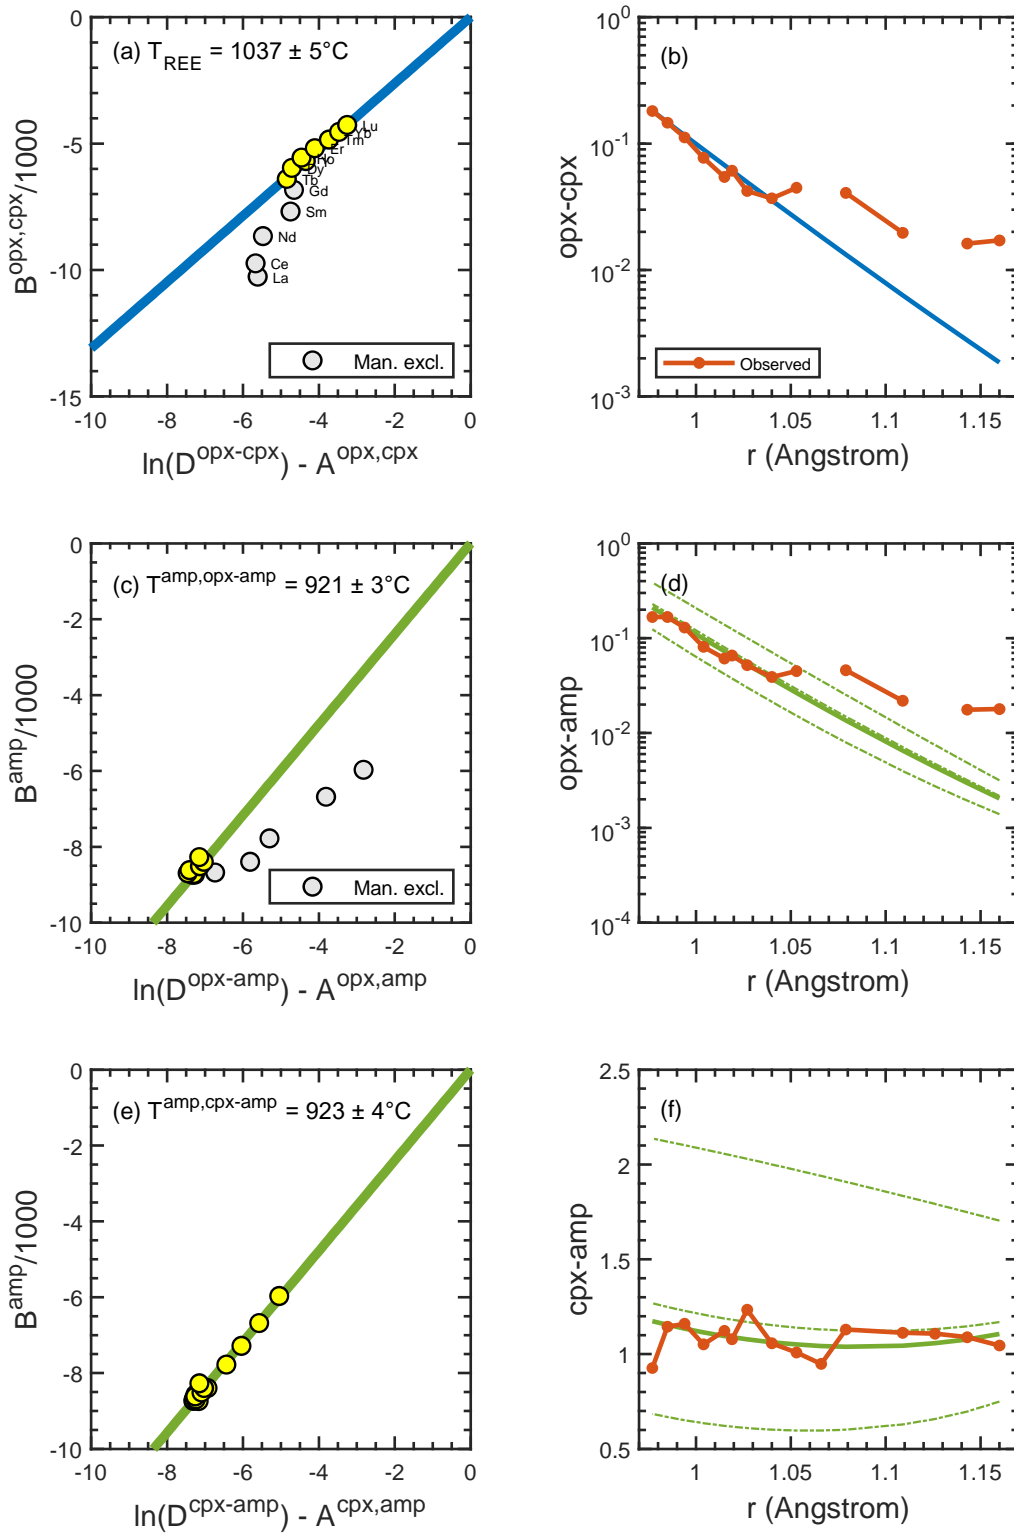 (a) T_REE = 1037 ± 5°C
0
-5
-10
-15
B^opx,cpx/1000
Lu
Yb
Tm
Er
Y
Ho
Dy
Tb
Gd
Sm
Nd
Ce
La
Man. excl.
-10 -8 -6 -4 -2 0
ln(D^opx-cpx) - A^opx,cpx
(b)
10^0
10^-1
10^-2
10^-3
opx-cpx
Observed
1 1.05 1.1 1.15
r (Angstrom)
(c) T^amp,opx-amp = 921 ± 3°C
0
-2
-4
-6
-8
-10
B^amp/1000
Man. excl.
-10 -8 -6 -4 -2 0
ln(D^opx-amp) - A^opx,amp
(d)
10^0
10^-1
10^-2
10^-3
10^-4
opx-amp
1 1.05 1.1 1.15
r (Angstrom)
(e) T^amp,cpx-amp = 923 ± 4°C
0
-2
-4
-6
-8
-10
B^amp/1000
-10 -8 -6 -4 -2 0
ln(D^cpx-amp) - A^cpx,amp
(f)
2.5
2
1.5
1
0.5
cpx-amp
1 1.05 1.1 1.15
r (Angstrom)